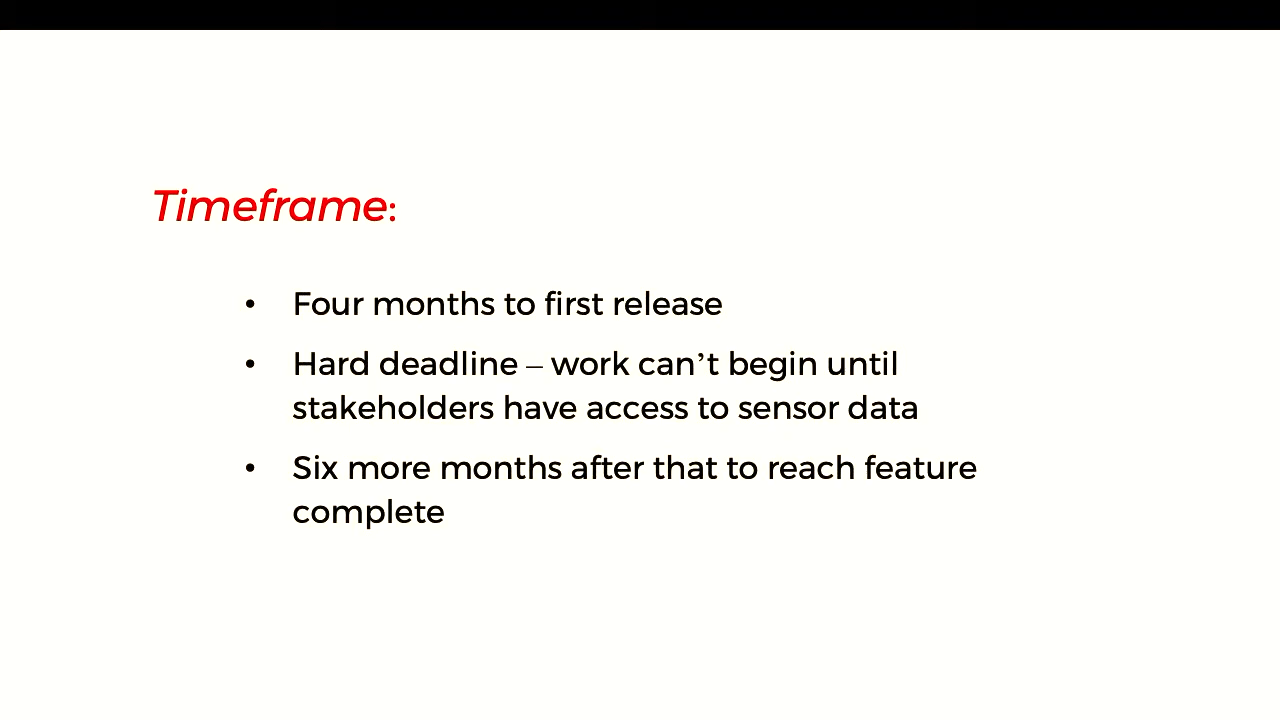 Timeframe:
• Four months to first release
• Hard deadline – work can’t begin until
stakeholders have access to sensor data
• Six more months after that to reach feature
complete